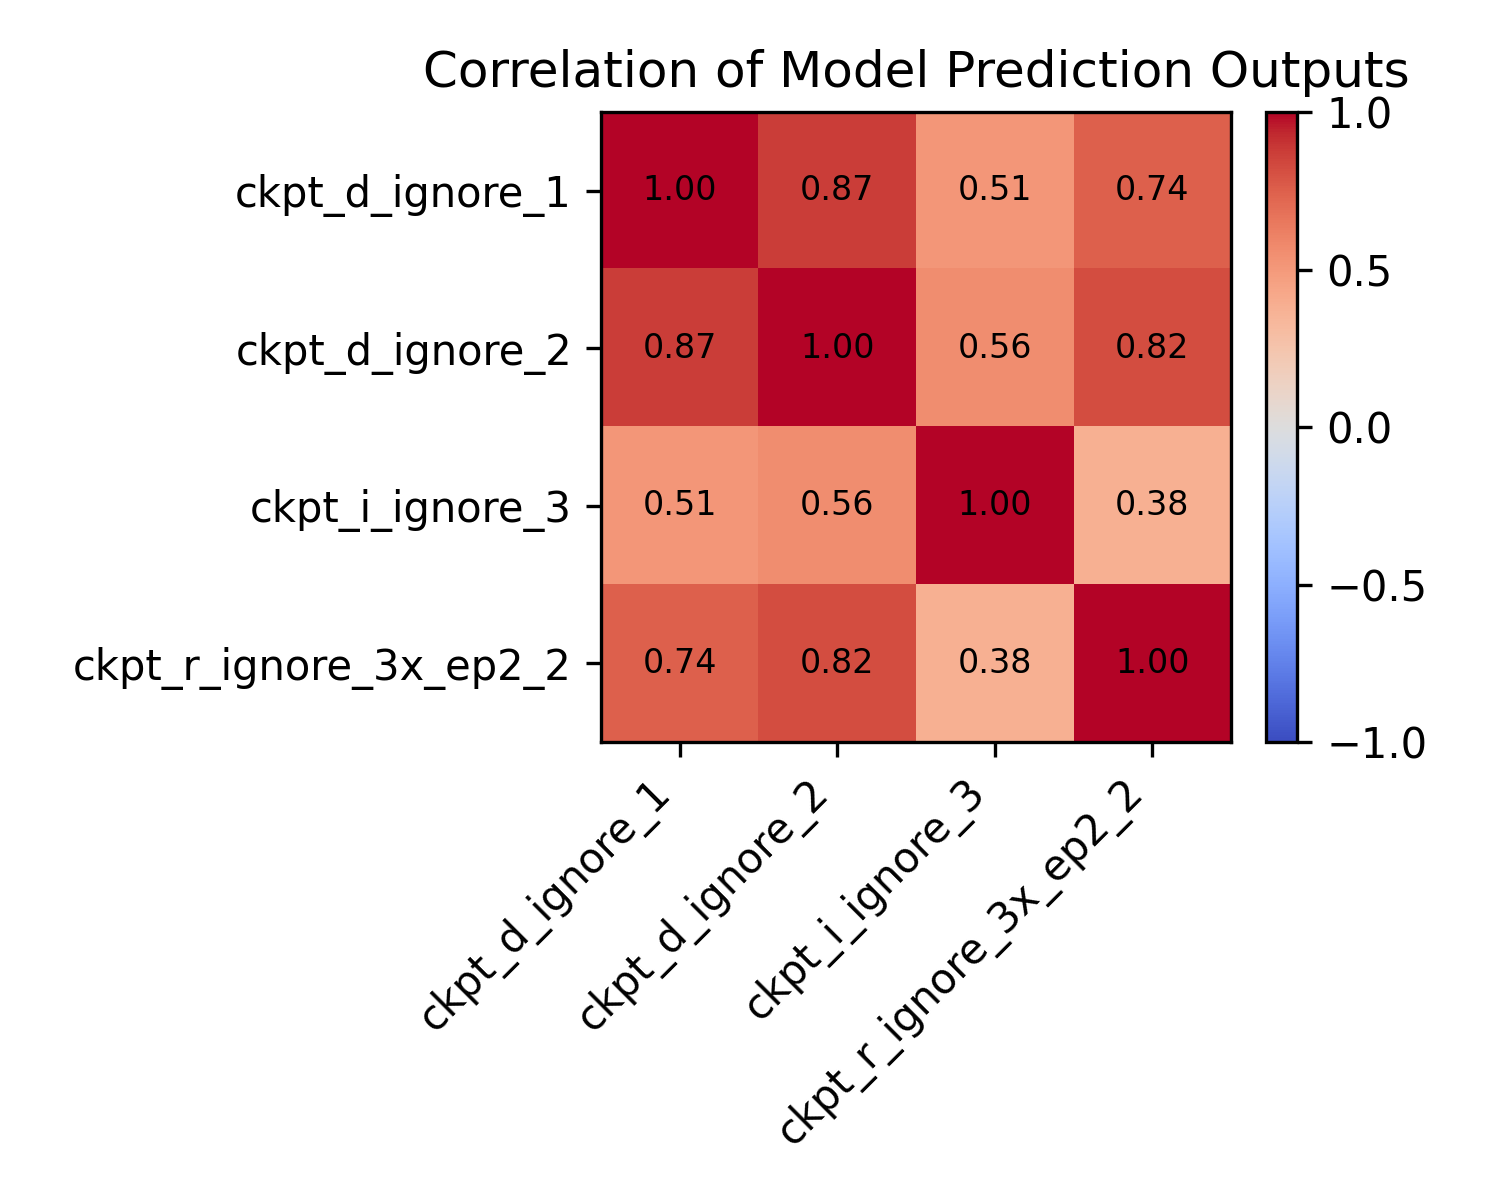 Correlation of Model Prediction Outputs
ckpt_d_ignore_1
1.00 0.87 0.51 0.74
ckpt_d_ignore_2
0.87 1.00 0.56 0.82
ckpt_i_ignore_3
0.51 0.56 1.00 0.38
ckpt_r_ignore_3x_ep2_2
0.74 0.82 0.38 1.00
1.0
0.5
0.0
−0.5
−1.0
ckpt_d_ignore_1
ckpt_d_ignore_2
ckpt_i_ignore_3
ckpt_r_ignore_3x_ep2_2